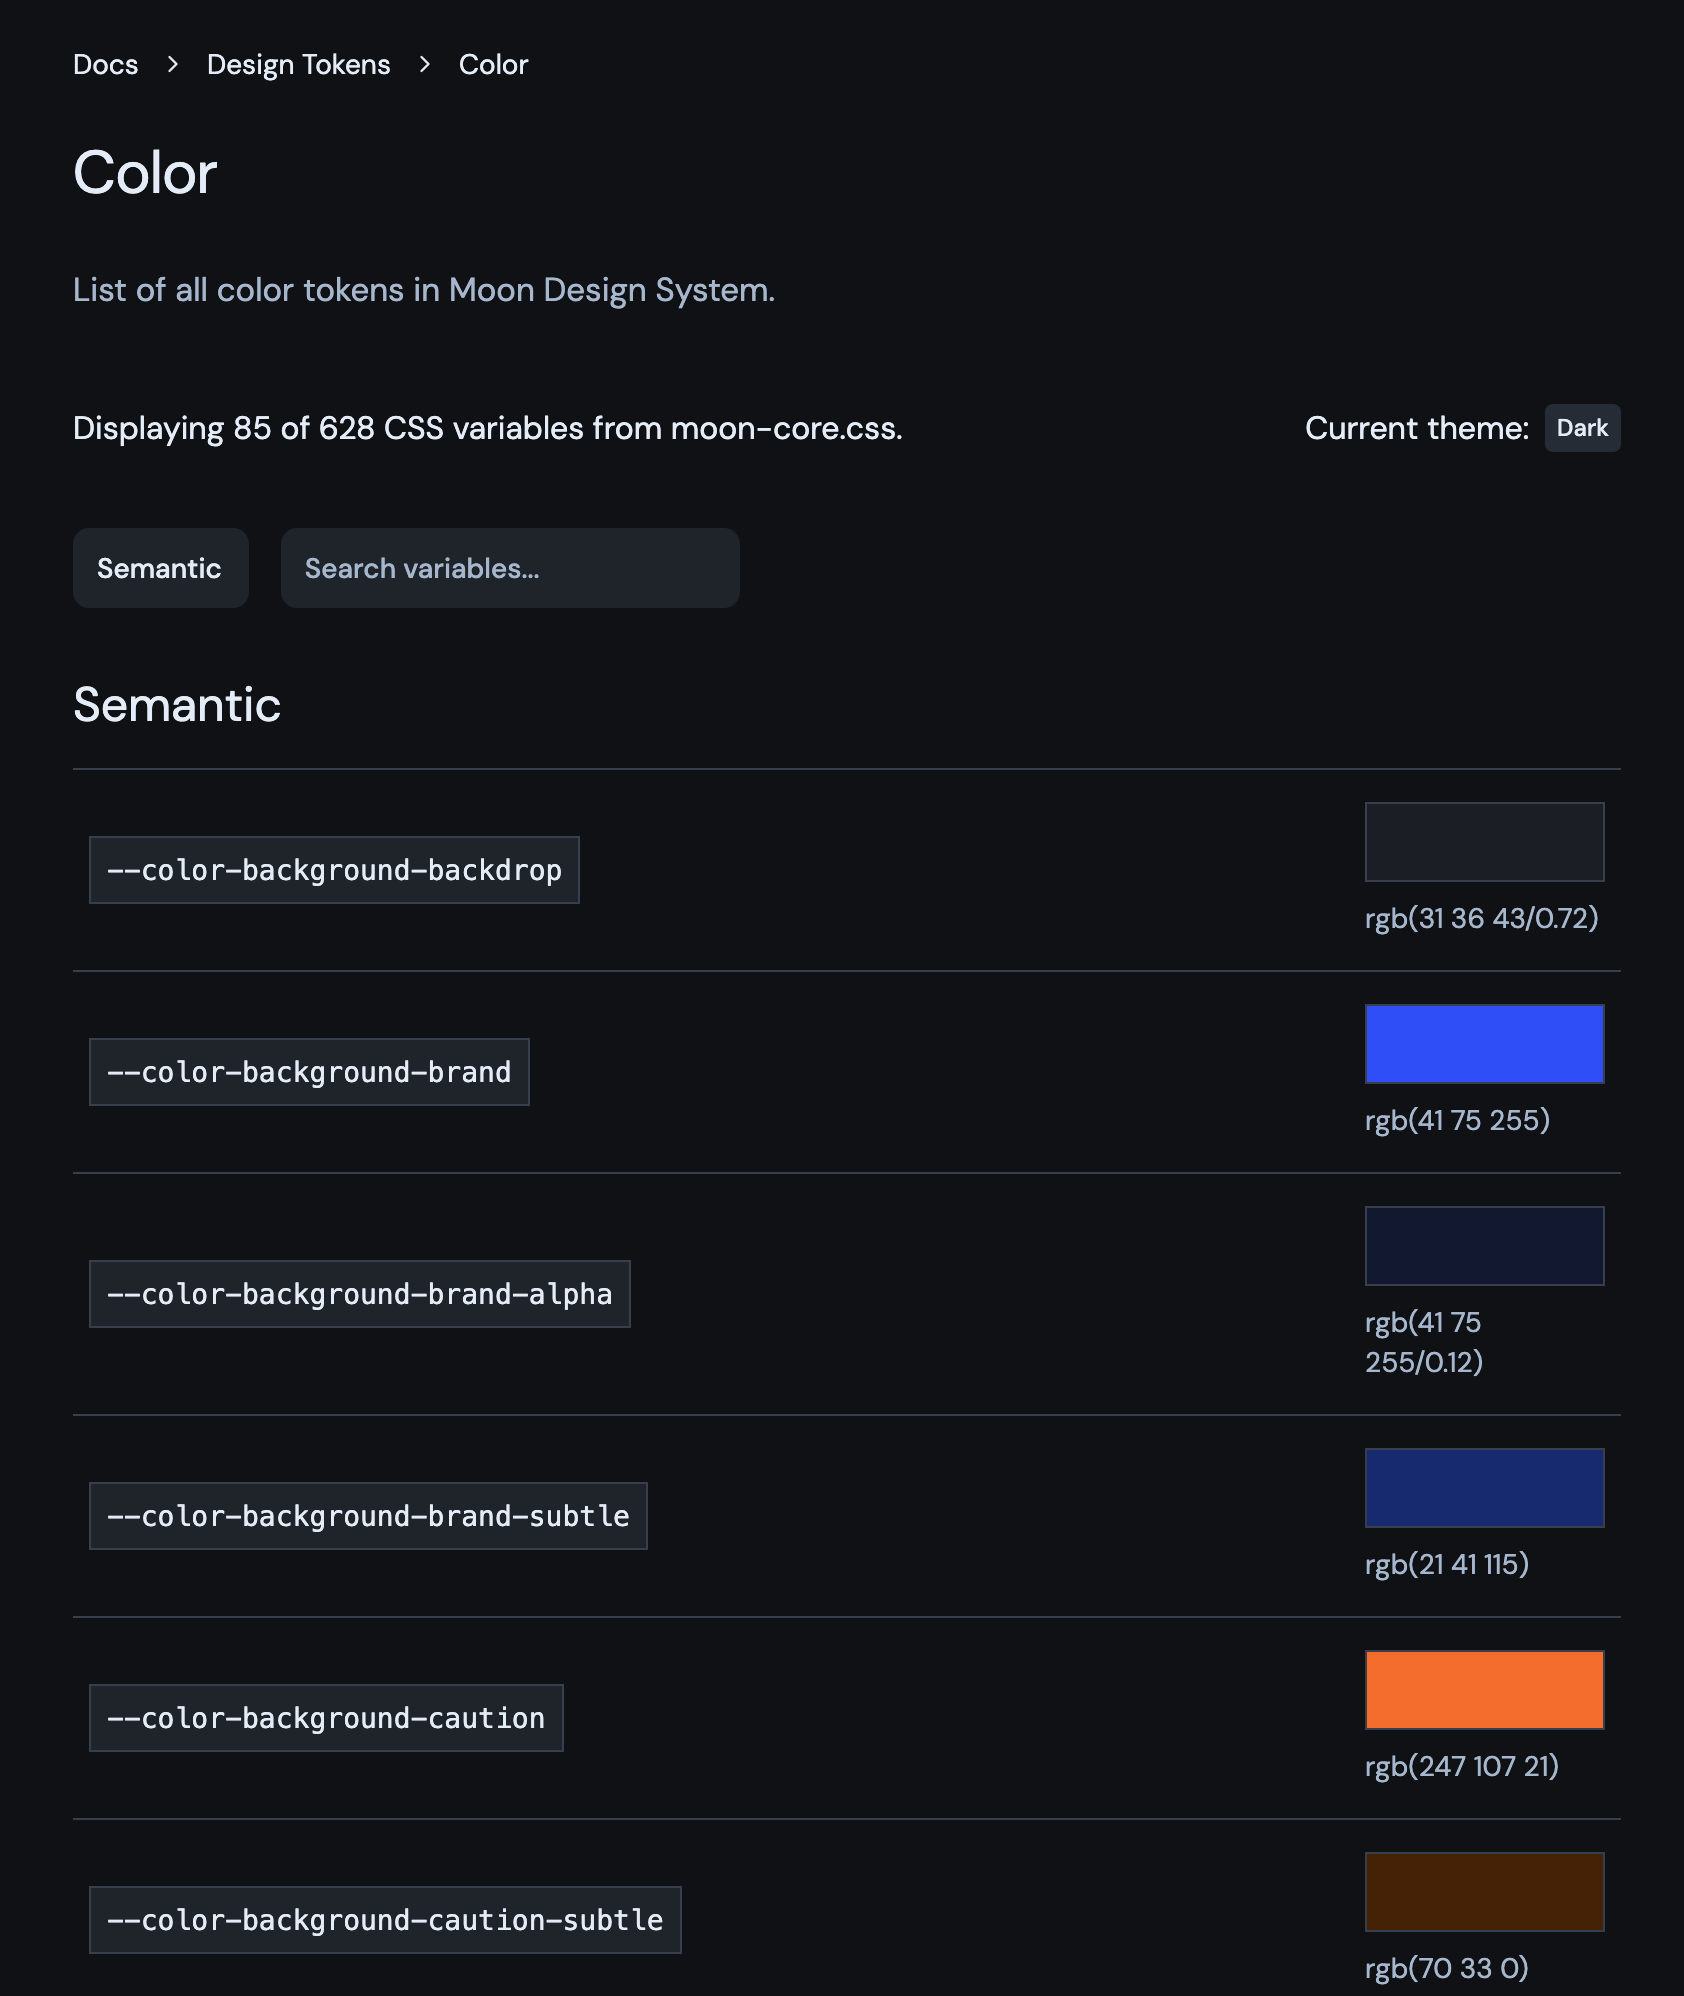 Docs > Design Tokens > Color
Color
List of all color tokens in Moon Design System.
Displaying 85 of 628 CSS variables from moon-core.css.
Current theme: Dark
Semantic
Search variables...
Semantic
--color-background-backdrop
rgb(31 36 43/0.72)
--color-background-brand
rgb(41 75 255)
--color-background-brand-alpha
rgb(41 75
255/0.12)
--color-background-brand-subtle
rgb(21 41 115)
--color-background-caution
rgb(247 107 21)
--color-background-caution-subtle
rgb(70 33 0)